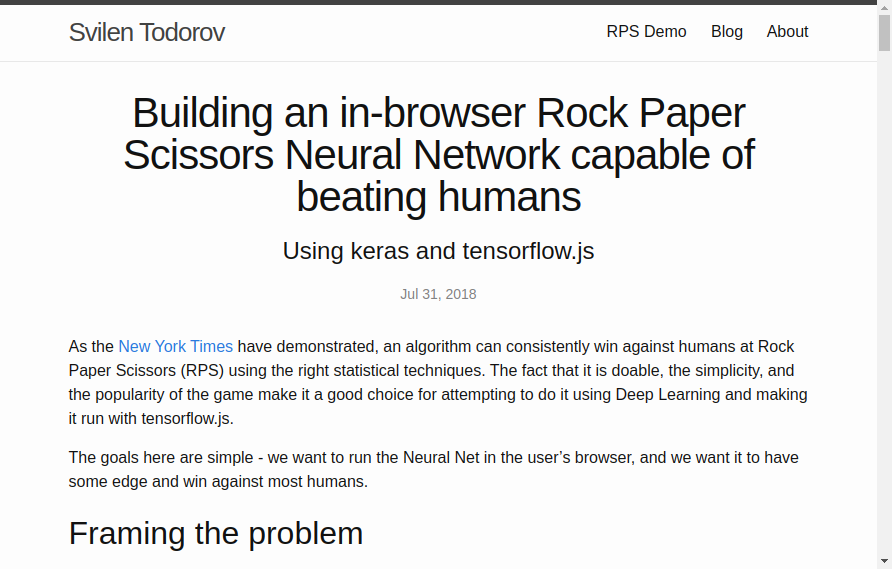 Svilen Todorov
RPS Demo Blog About
Building an in-browser Rock Paper
Scissors Neural Network capable of
beating humans
Using keras and tensorflow.js
Jul 31, 2018
As the New York Times have demonstrated, an algorithm can consistently win against humans at Rock
Paper Scissors (RPS) using the right statistical techniques. The fact that it is doable, the simplicity, and
the popularity of the game make it a good choice for attempting to do it using Deep Learning and making
it run with tensorflow.js.
The goals here are simple - we want to run the Neural Net in the user’s browser, and we want it to have
some edge and win against most humans.
Framing the problem